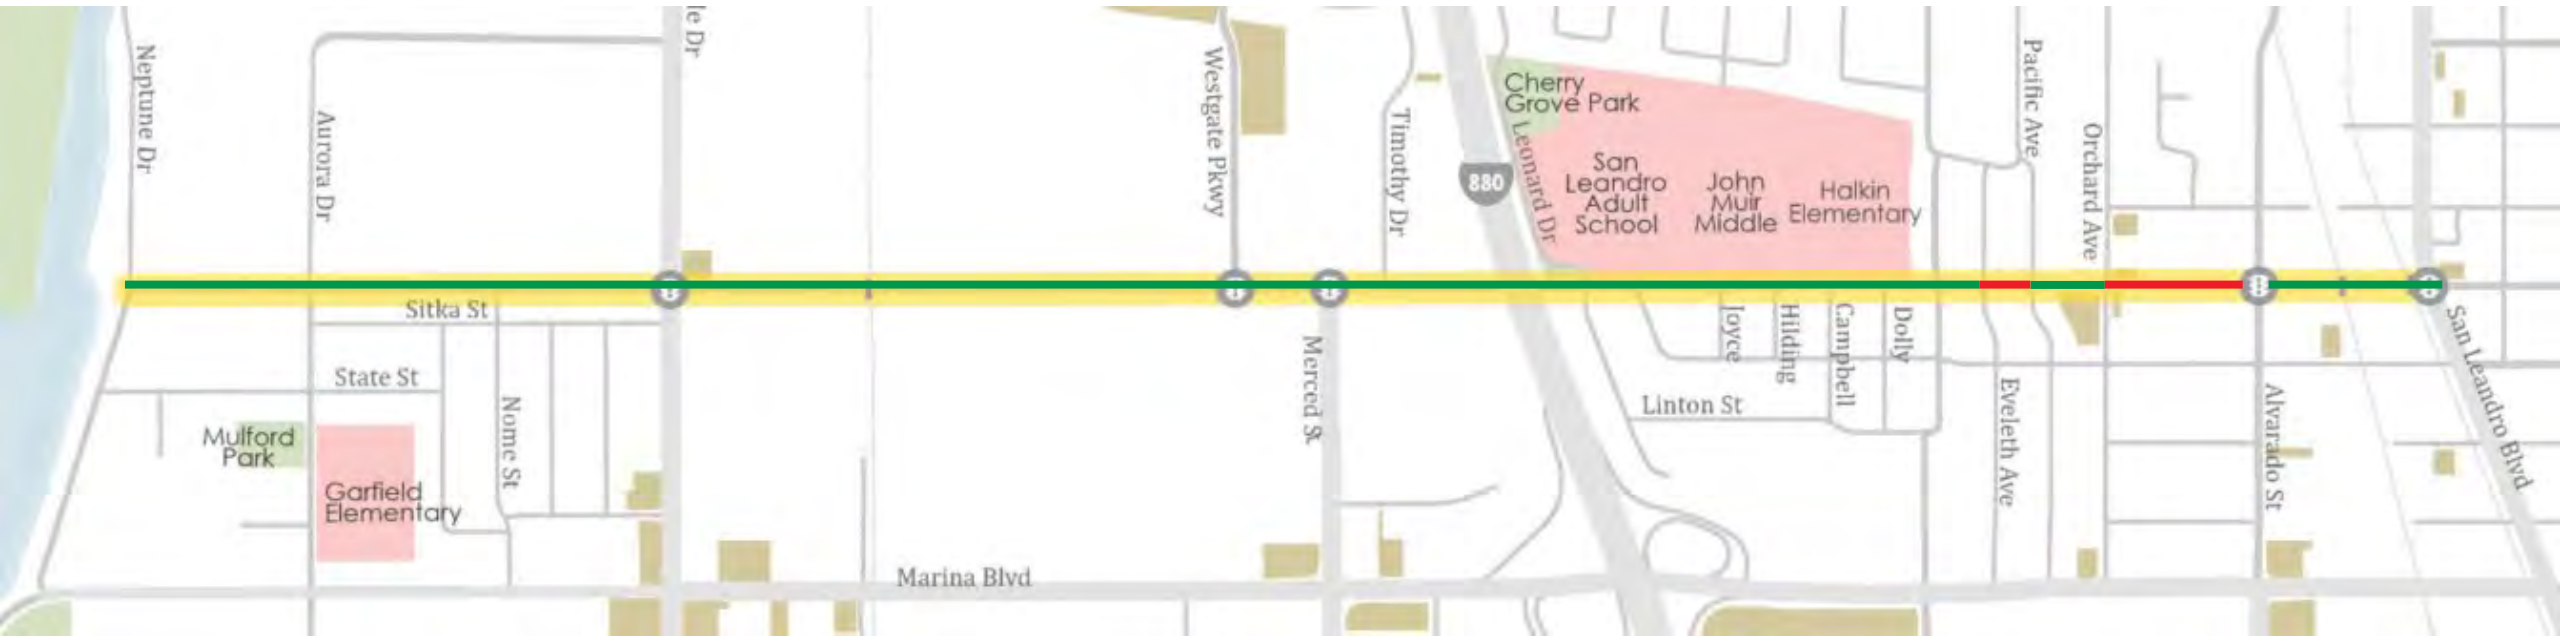 Neptune Dr
Aurora Dr
le Dr
Westgate Pkwy
Timothy Dr
880
Cherry
Grove Park
Leonard Dr
San
Leandro
Adult
School
John
Muir
Middle
Halkin
Elementary
Pacific Ave
Orchard Ave
Sitka St
State St
Nome St
Mulford
Park
Garfield
Elementary
Marina Blvd
Merced St
Joyce
Hilding
Campbell
Dolly
Linton St
Eveleth Ave
Alvarado St
San Leandro Blvd